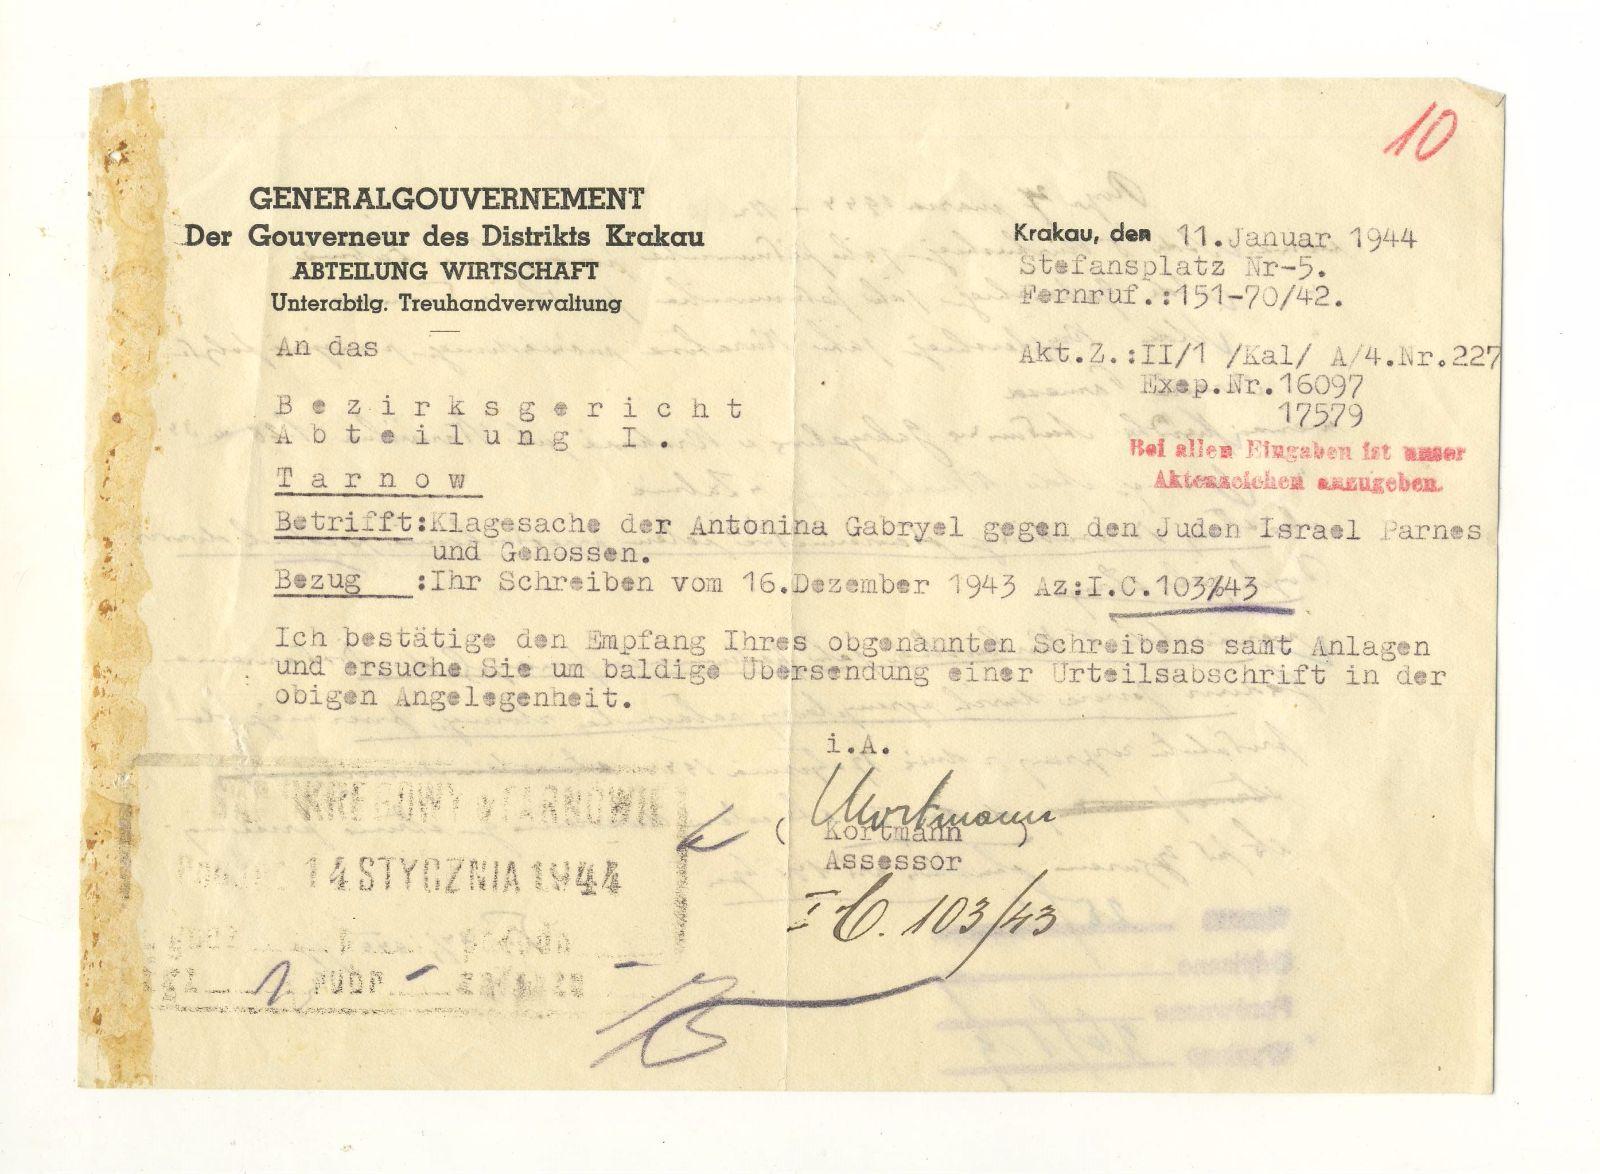 10
GENERALGOUVERNEMENT
Der Gouverneur des Distrikts Krakau
ABTEILUNG WIRTSCHAFT
Unterabtlg. Treuhandverwaltung
Krakau, den 11.Januar 1944
Stefansplatz Nr-5.
Fernruf.:151-70/42.
An das
Akt.Z.:II/1 /Kal/ A/4.Nr.227
Exep.Nr.16097
17579
Bezirksgericht
Abteilung I.
Tarnow
Bei allen Eingaben ist unser
Aktenzeichen anzugeben.
Betrifft:Klagesache der Antonina Gabryel gegen den Juden Israel Parnes
und Genossen.
Bezug :Ihr Schreiben vom 16.Dezember 1943 Az:I.C.103/43
Ich bestätige den Empfang Ihres obgenannten Schreibens samt Anlagen
und ersuche Sie um baldige Übersendung einer Urteilsabschrift in der
obigen Angelegenheit.
i.A.
Kortmann
( Kortmann )
Assessor
KRĘGOWY w TARNOWIE
14 STYCZNIA 1944
I C. 103/43